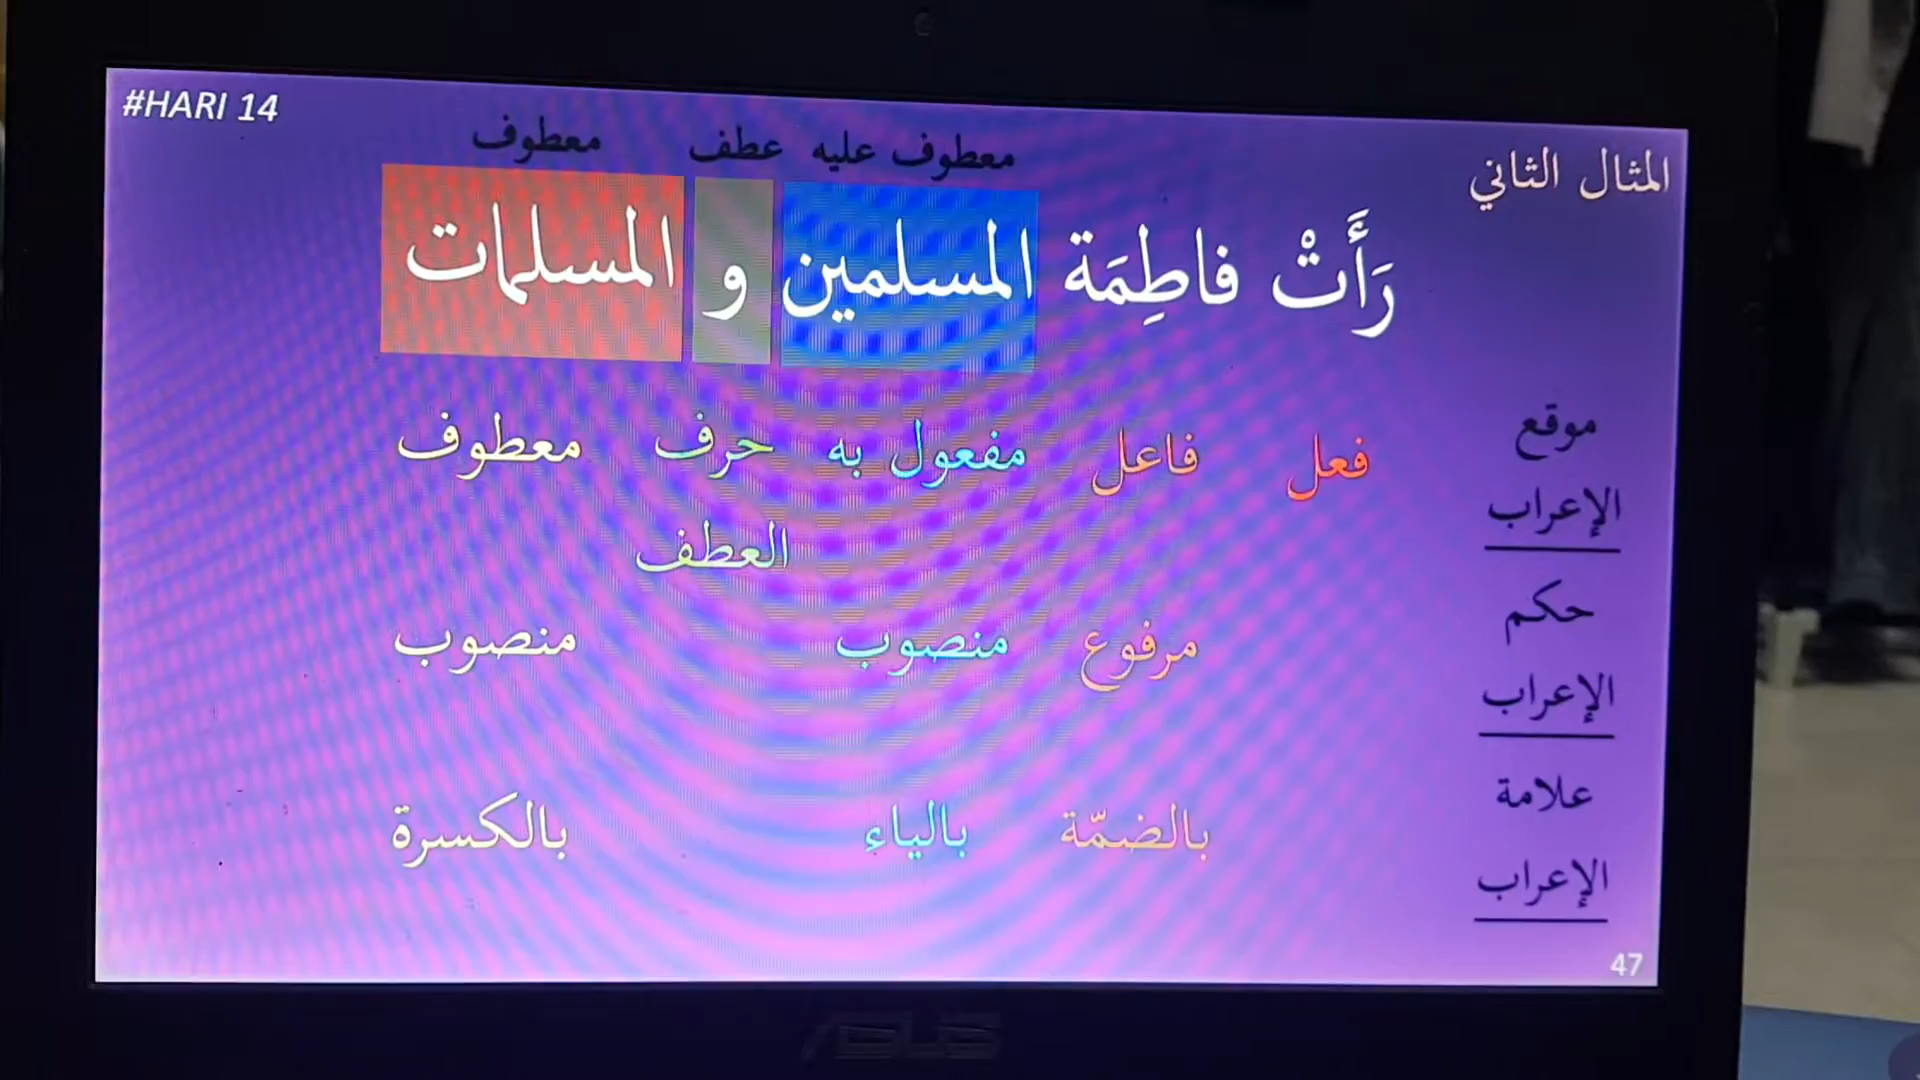 #HARI 14
المثال الثاني
معطوف عليه عطف معطوف
رَأَتْ فاطِمَة المسلمين و المسلمات
موقع الإعراب
فعل فاعل مفعول به حرف العطف معطوف
حكم الإعراب
مرفوع منصوب منصوب
علامة الإعراب
بالضمّة بالياء بالكسرة
47
ASUS